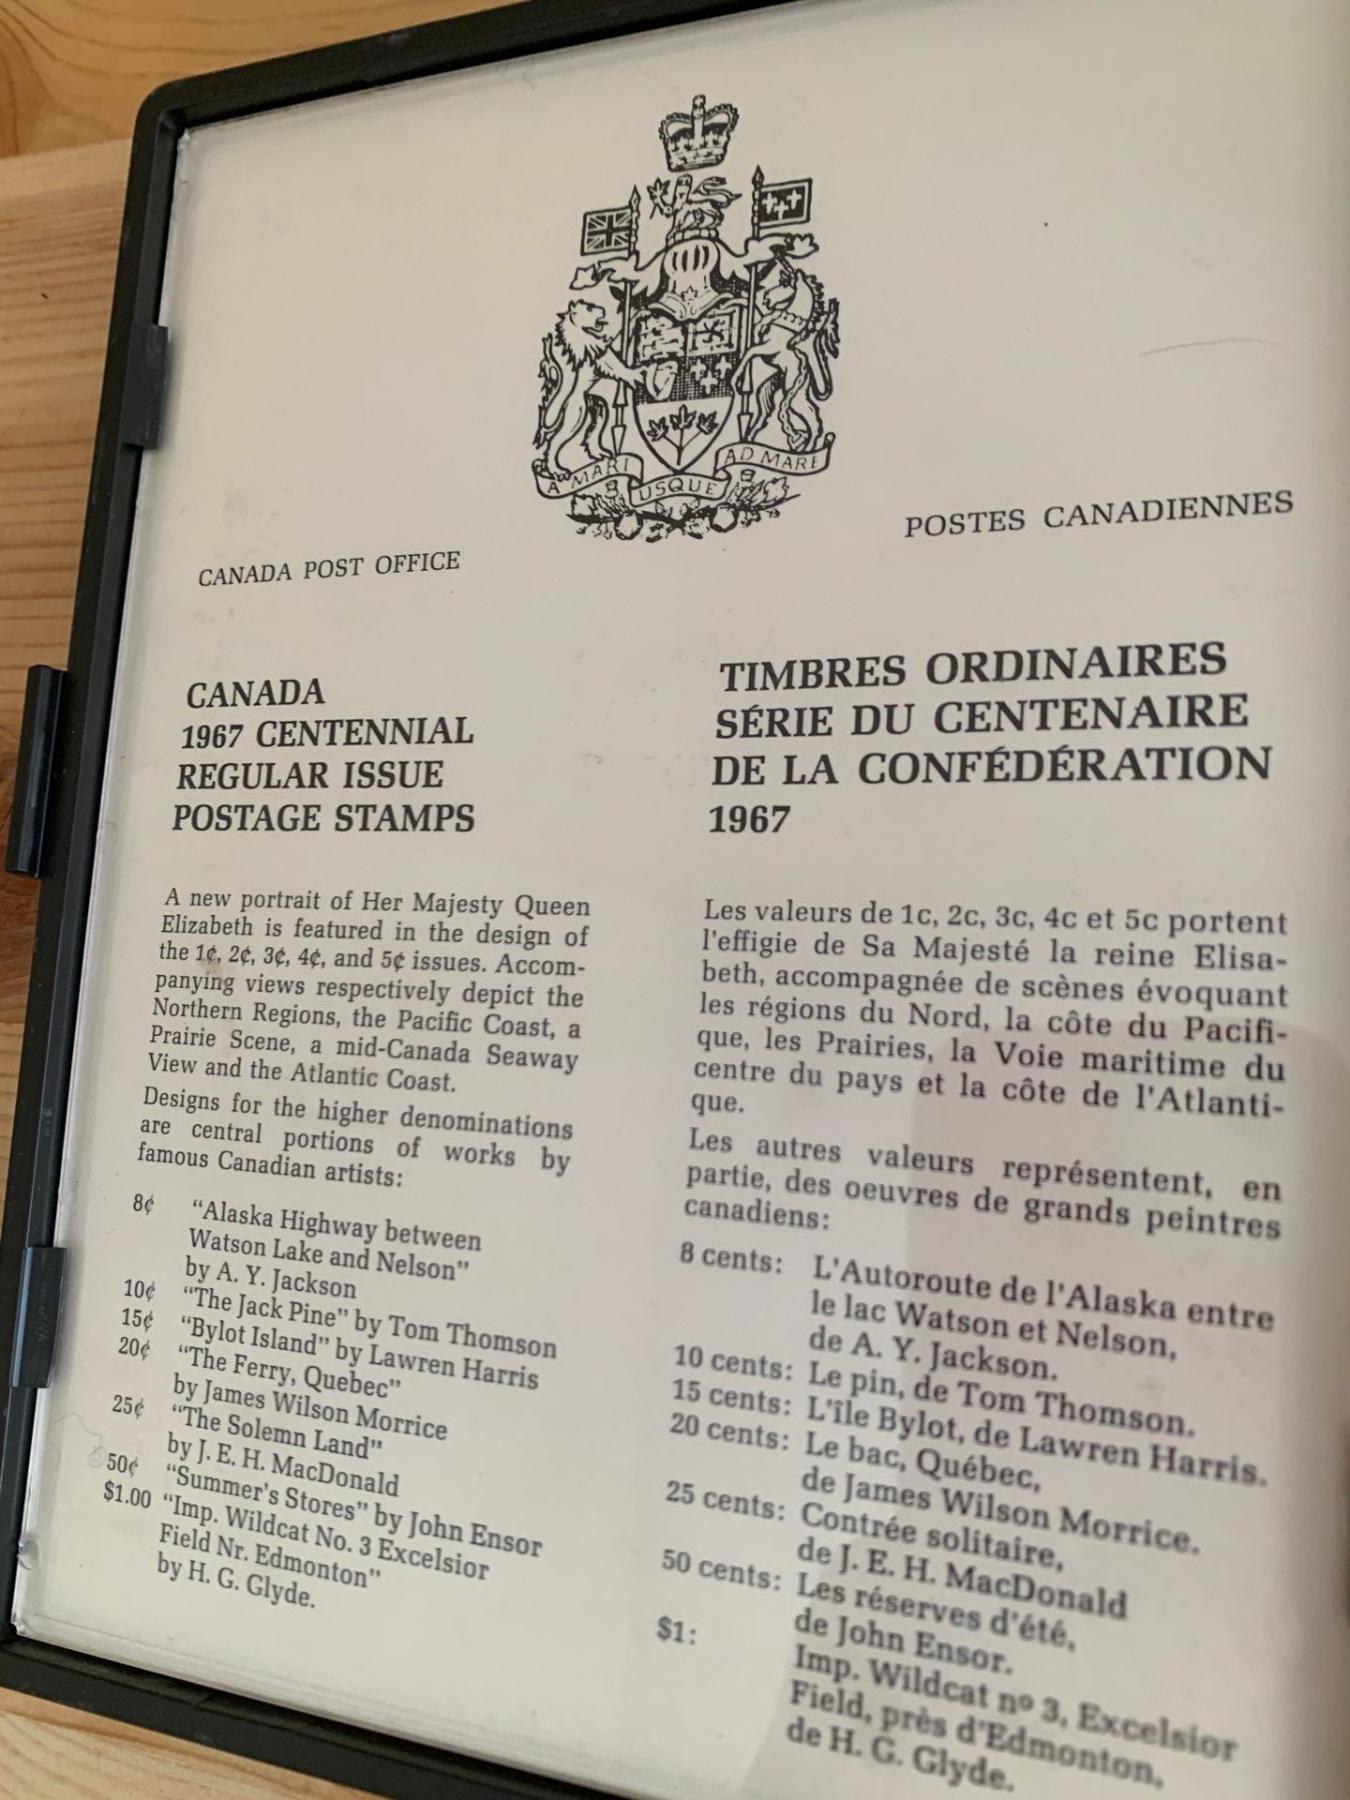 A MARI USQUE AD MARE
CANADA POST OFFICE
CANADA
1967 CENTENNIAL
REGULAR ISSUE
POSTAGE STAMPS
A new portrait of Her Majesty Queen
Elizabeth is featured in the design of
the 1¢, 2¢, 3¢, 4¢, and 5¢ issues. Accom-
panying views respectively depict the
Northern Regions, the Pacific Coast, a
Prairie Scene, a mid-Canada Seaway
View and the Atlantic Coast.
Designs for the higher denominations
are central portions of works by
famous Canadian artists:
8¢ “Alaska Highway between
Watson Lake and Nelson”
by A. Y. Jackson
10¢ “The Jack Pine” by Tom Thomson
15¢ “Bylot Island” by Lawren Harris
20¢ “The Ferry, Quebec”
by James Wilson Morrice
25¢ “The Solemn Land”
by J. E. H. MacDonald
50¢ “Summer’s Stores” by John Ensor
$1.00 “Imp. Wildcat No. 3 Excelsior
Field Nr. Edmonton”
by H. G. Glyde.
POSTES CANADIENNES
TIMBRES ORDINAIRES
SÉRIE DU CENTENAIRE
DE LA CONFÉDÉRATION
1967
Les valeurs de 1c, 2c, 3c, 4c et 5c portent
l'effigie de Sa Majesté la reine Elisa-
beth, accompagnée de scènes évoquant
les régions du Nord, la côte du Pacifi-
que, les Prairies, la Voie maritime du
centre du pays et la côte de l'Atlanti-
que.
Les autres valeurs représentent, en
partie, des oeuvres de grands peintres
canadiens:
8 cents: L'Autoroute de l'Alaska entre
le lac Watson et Nelson,
de A. Y. Jackson.
10 cents: Le pin, de Tom Thomson.
15 cents: L'île Bylot, de Lawren Harris.
20 cents: Le bac, Québec,
de James Wilson Morrice.
25 cents: Contrée solitaire,
de J. E. H. MacDonald
50 cents: Les réserves d'été,
de John Ensor.
$1: Imp. Wildcat nº 3, Excelsior
Field, près d'Edmonton,
de H. G. Glyde.